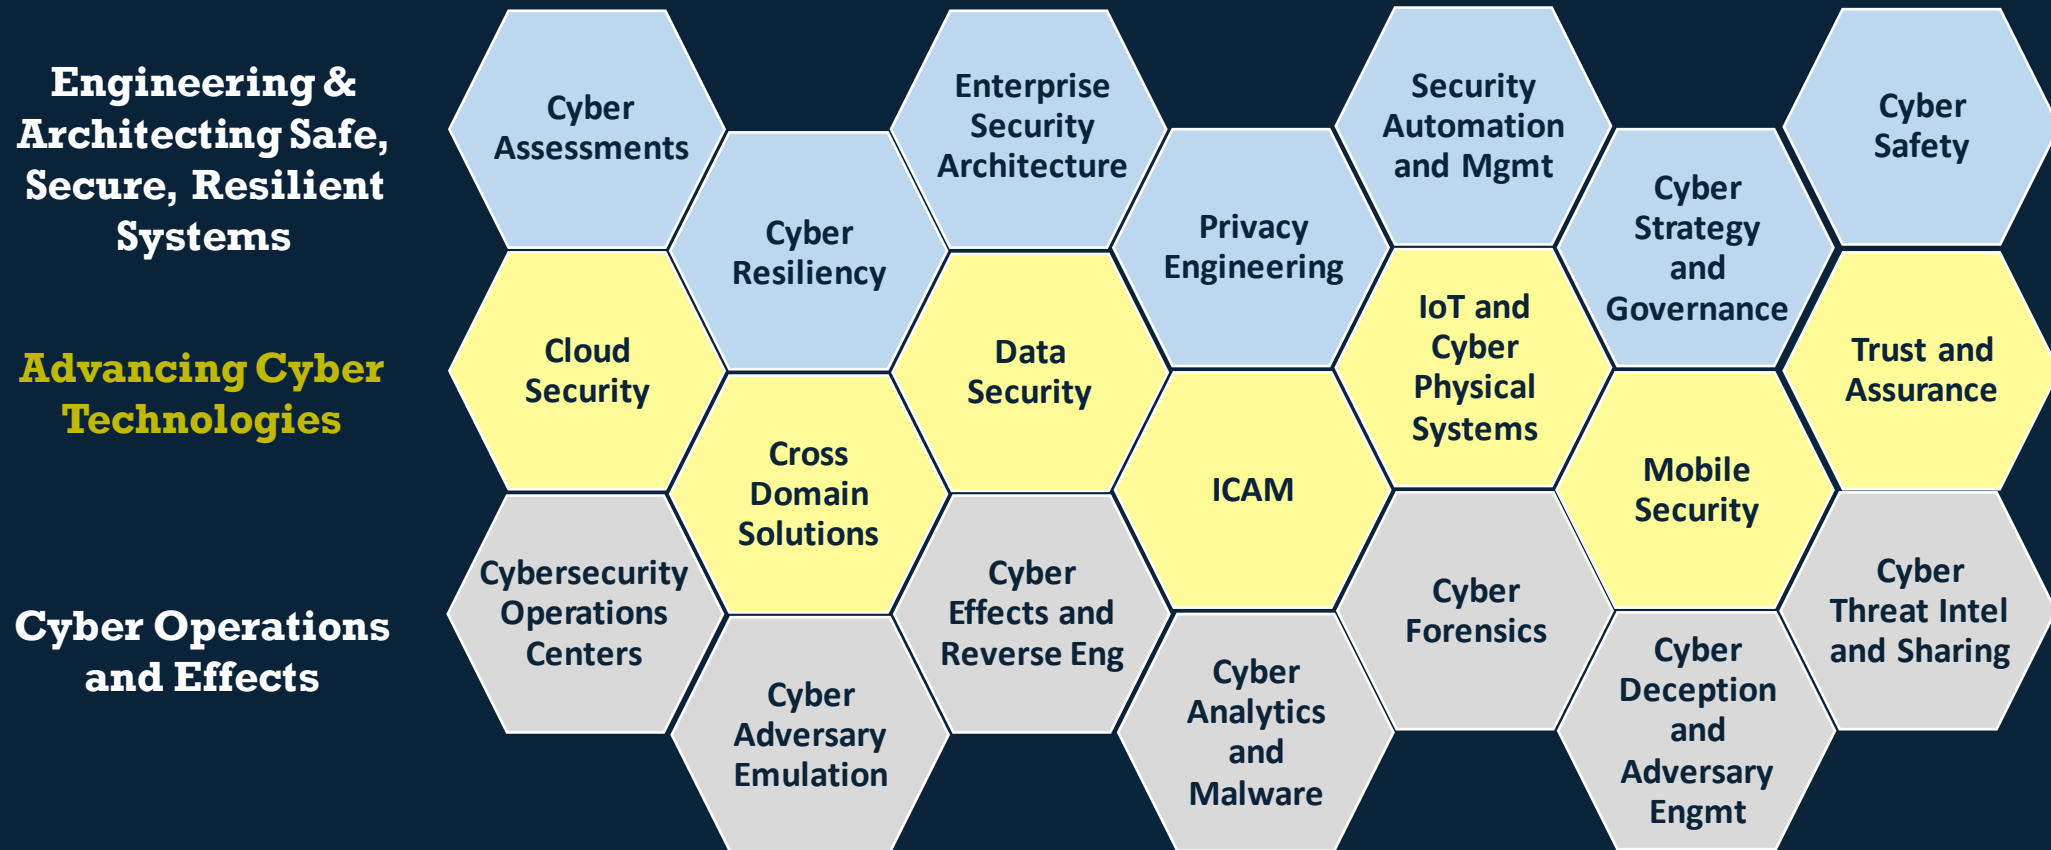 Engineering &
Architecting Safe,
Secure, Resilient
Systems
Cyber
Assessments
Cyber
Resiliency
Enterprise
Security
Architecture
Privacy
Engineering
Security
Automation
and Mgmt
Cyber
Strategy
and
Governance
Cyber
Safety
Advancing Cyber
Technologies
Cloud
Security
Cross
Domain
Solutions
Data
Security
ICAM
IoT and
Cyber
Physical
Systems
Mobile
Security
Trust and
Assurance
Cyber Operations
and Effects
Cybersecurity
Operations
Centers
Cyber
Adversary
Emulation
Cyber
Effects and
Reverse Eng
Cyber
Analytics
and
Malware
Cyber
Forensics
Cyber
Deception
and
Adversary
Engmt
Cyber
Threat Intel
and Sharing